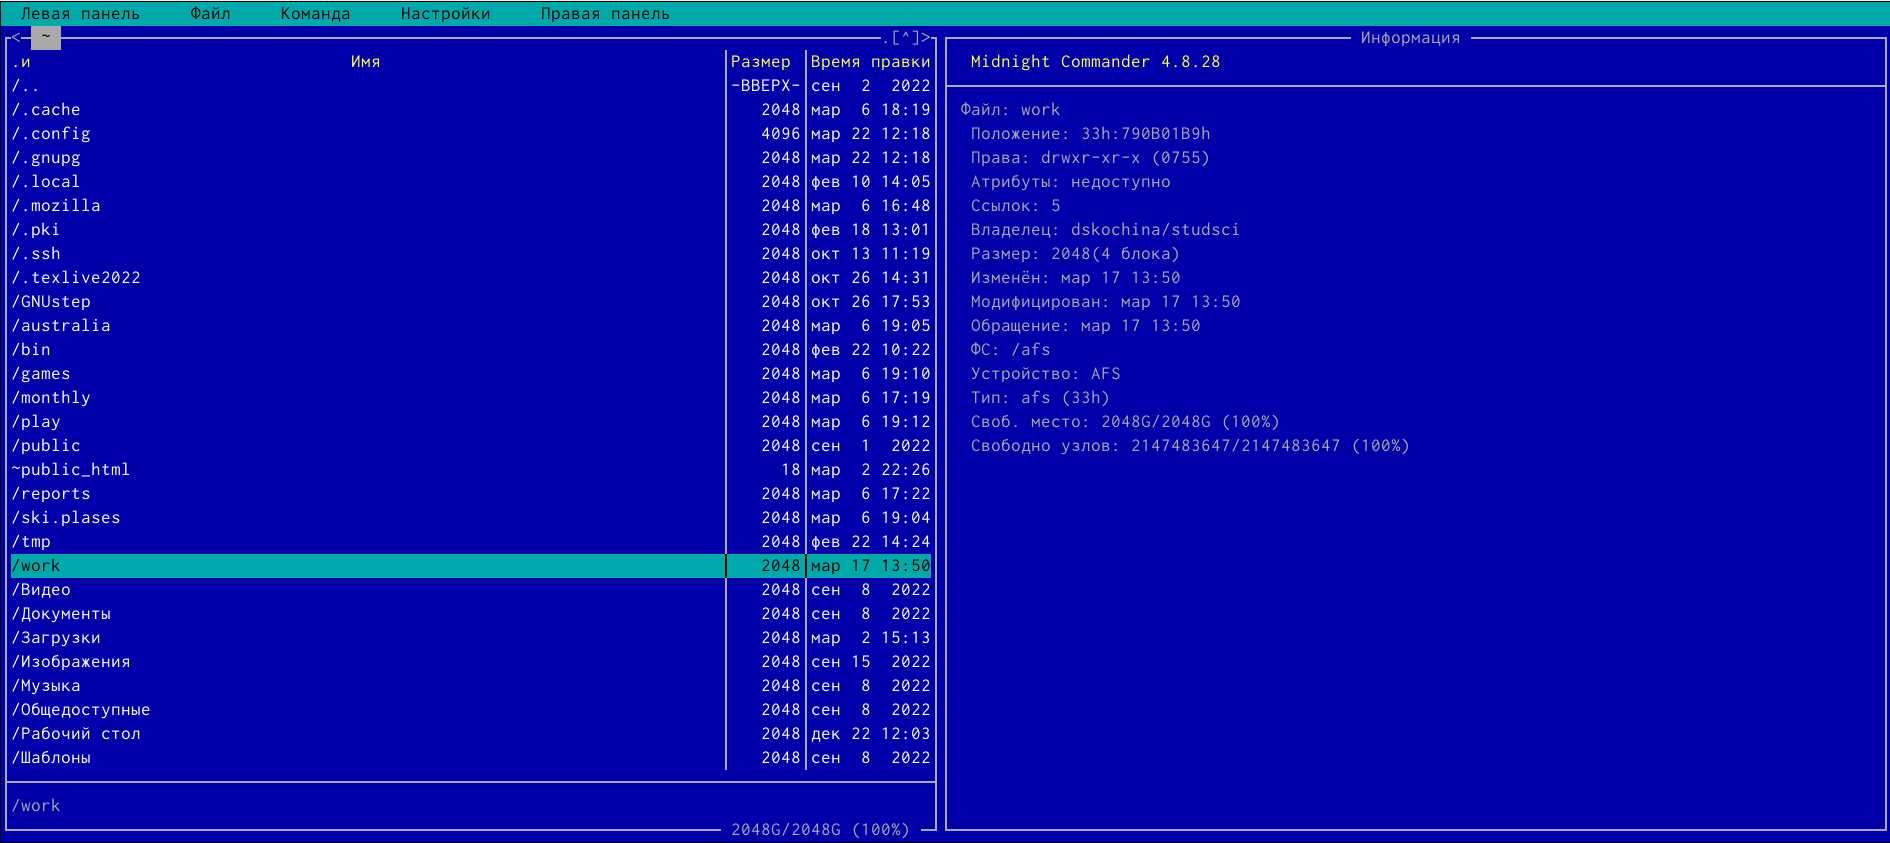 Левая панель Файл Команда Настройки Правая панель
<- ~ .[^]>
.и Имя Размер Время правки
/.. -ВВЕРХ- сен 2 2022
/.cache 2048 мар 6 18:19
/.config 4096 мар 22 12:18
/.gnupg 2048 мар 22 12:18
/.local 2048 фев 10 14:05
/.mozilla 2048 мар 6 16:48
/.pki 2048 фев 18 13:01
/.ssh 2048 окт 13 11:19
/.texlive2022 2048 окт 26 14:31
/GNUstep 2048 окт 26 17:53
/australia 2048 мар 6 19:05
/bin 2048 фев 22 10:22
/games 2048 мар 6 19:10
/monthly 2048 мар 6 17:19
/play 2048 мар 6 19:12
/public 2048 сен 1 2022
~public_html 18 мар 2 22:26
/reports 2048 мар 6 17:22
/ski.plases 2048 мар 6 19:04
/tmp 2048 фев 22 14:24
/work 2048 мар 17 13:50
/Видео 2048 сен 8 2022
/Документы 2048 сен 8 2022
/Загрузки 2048 мар 2 15:13
/Изображения 2048 сен 15 2022
/Музыка 2048 сен 8 2022
/Общедоступные 2048 сен 8 2022
/Рабочий стол 2048 дек 22 12:03
/Шаблоны 2048 сен 8 2022
/work
2048G/2048G (100%)
Информация
Midnight Commander 4.8.28
Файл: work
Положение: 33h:790B01B9h
Права: drwxr-xr-x (0755)
Атрибуты: недоступно
Ссылок: 5
Владелец: dskochina/studsci
Размер: 2048(4 блока)
Изменён: мар 17 13:50
Модифицирован: мар 17 13:50
Обращение: мар 17 13:50
ФС: /afs
Устройство: AFS
Тип: afs (33h)
Своб. место: 2048G/2048G (100%)
Свободно узлов: 2147483647/2147483647 (100%)